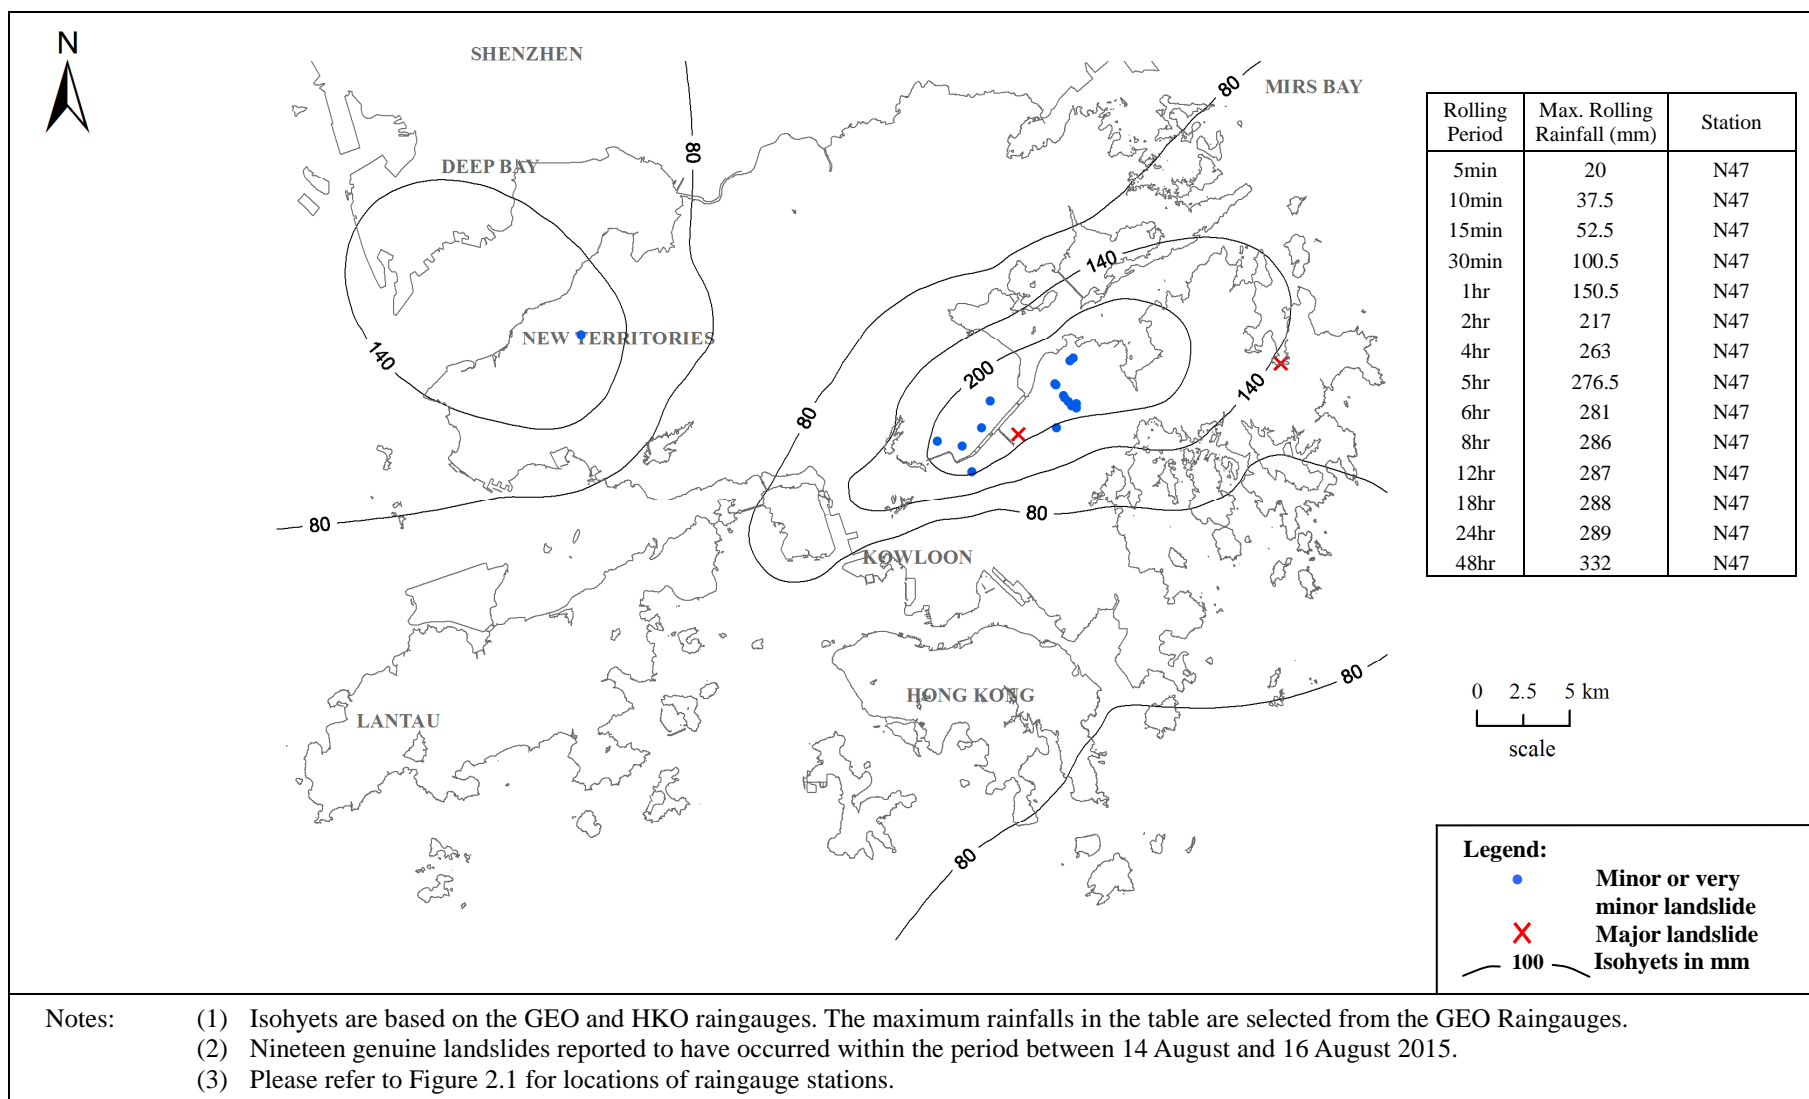 N
SHENZHEN
MIRS BAY
80
80
DEEP BAY
140
NEW TERRITORIES
140
200
140
80
80
80
KOWLOON
HONG KONG
80
LANTAU
80
Rolling Period Max. Rolling Rainfall (mm) Station
5min 20 N47
10min 37.5 N47
15min 52.5 N47
30min 100.5 N47
1hr 150.5 N47
2hr 217 N47
4hr 263 N47
5hr 276.5 N47
6hr 281 N47
8hr 286 N47
12hr 287 N47
18hr 288 N47
24hr 289 N47
48hr 332 N47
0 2.5 5 km
scale
Legend:
Minor or very
minor landslide
Major landslide
100 Isohyets in mm
Notes: (1) Isohyets are based on the GEO and HKO raingauges. The maximum rainfalls in the table are selected from the GEO Raingauges.
(2) Nineteen genuine landslides reported to have occurred within the period between 14 August and 16 August 2015.
(3) Please refer to Figure 2.1 for locations of raingauge stations.